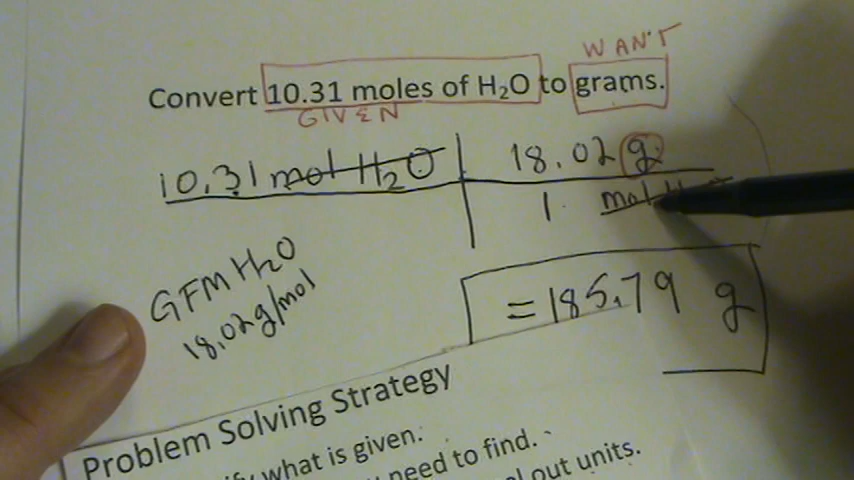 WANT
Convert 10.31 moles of H₂O to grams.
GIVEN
10.31 mol H₂O | 18.02 g
1 mol
GFM H₂O
18.02 g/mol
= 185.79 g
Problem Solving Strategy
what is given.
need to find.
out units.